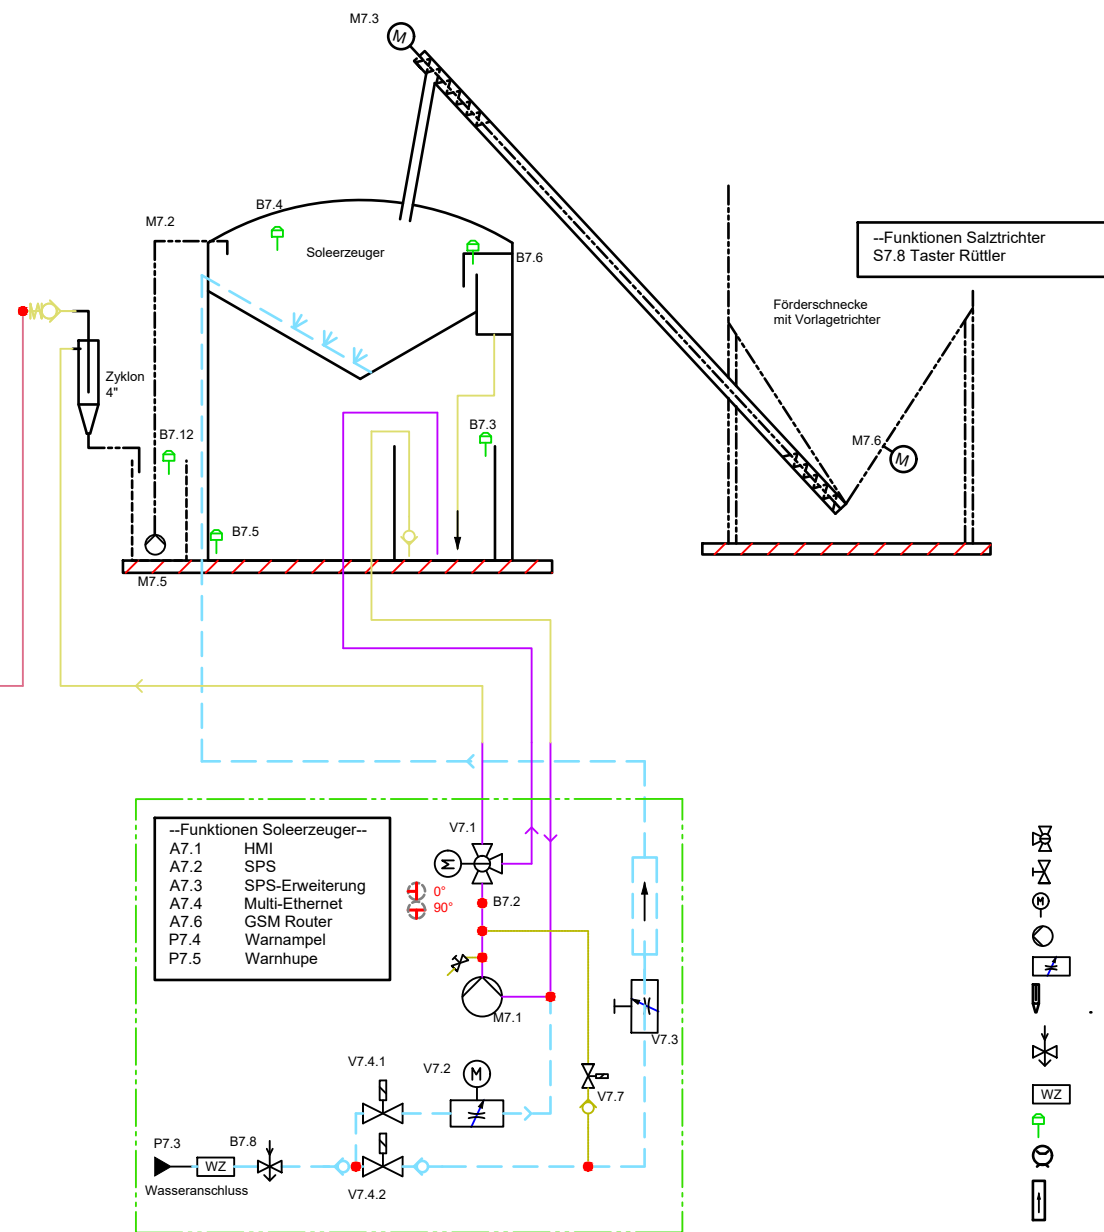 M7.3
M
B7.4
M7.2
Soleerzeuger
B7.6
--Funktionen Salztrichter
S7.8 Taster Rüttler
Förderschnecke
mit Vorlagetrichter
Zyklon
4"
B7.12
B7.3
M7.6
M
B7.5
M7.5
--Funktionen Soleerzeuger--
A7.1 HMI
A7.2 SPS
A7.3 SPS-Erweiterung
A7.4 Multi-Ethernet
A7.6 GSM Router
P7.4 Warnampel
P7.5 Warnhupe
V7.1
M
0°
90°
B7.2
M
M7.1
V7.3
V7.4.1
V7.2
M
V7.7
P7.3
B7.8
WZ
WZ
Wasseranschluss
V7.4.2